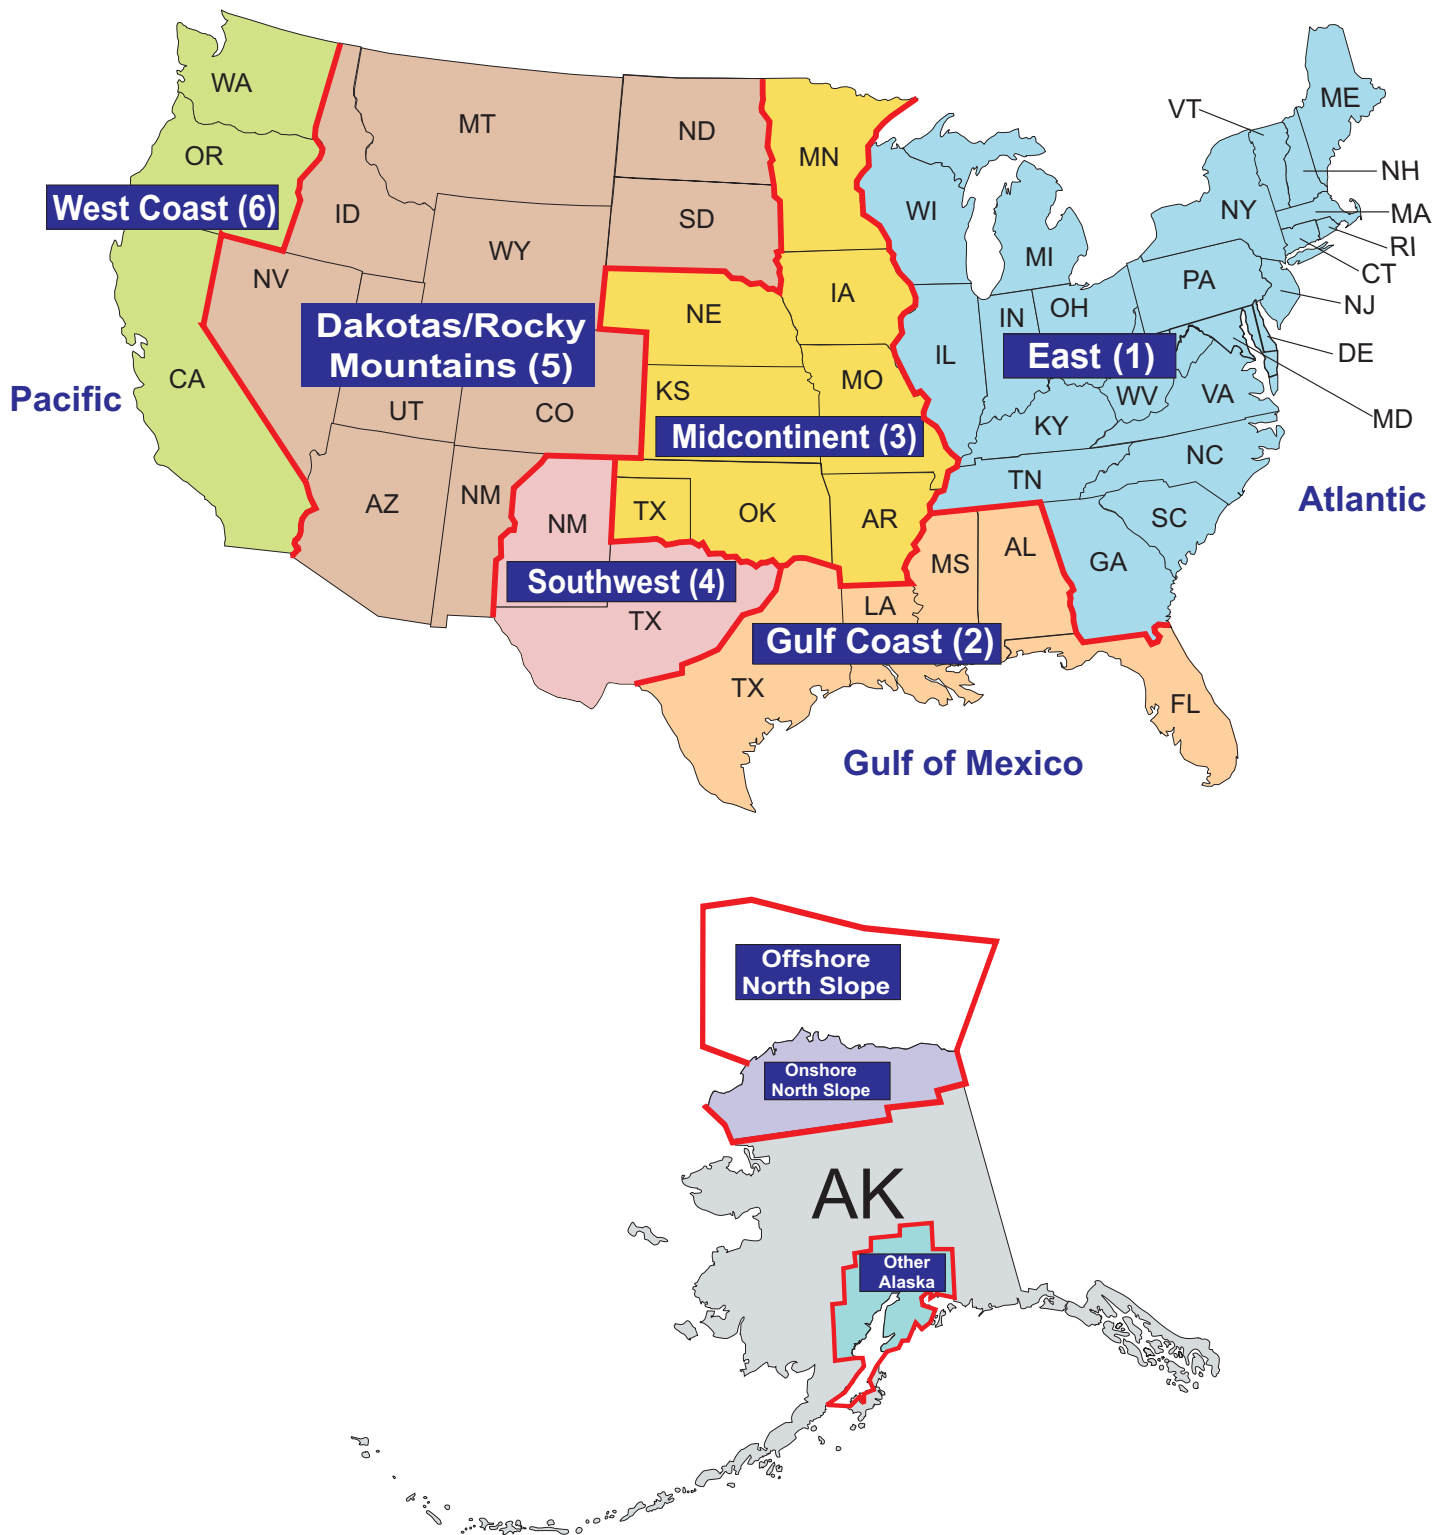 WA
MT
ND
MN
ME
VT
OR
NH
West Coast (6)
ID
SD
WI
NY
MA
RI
WY
MI
CT
NV
PA
NJ
IA
NE
OH
IN
Dakotas/Rocky
Mountains (5)
IL
East (1)
DE
Pacific
CA
MO
KS
WV
VA
MD
UT
CO
KY
Midcontinent (3)
NC
TN
Atlantic
AZ
NM
NM
TX
OK
AR
SC
AL
MS
GA
Southwest (4)
LA
TX
Gulf Coast (2)
TX
FL
Gulf of Mexico
Offshore
North Slope
Onshore
North Slope
AK
Other
Alaska